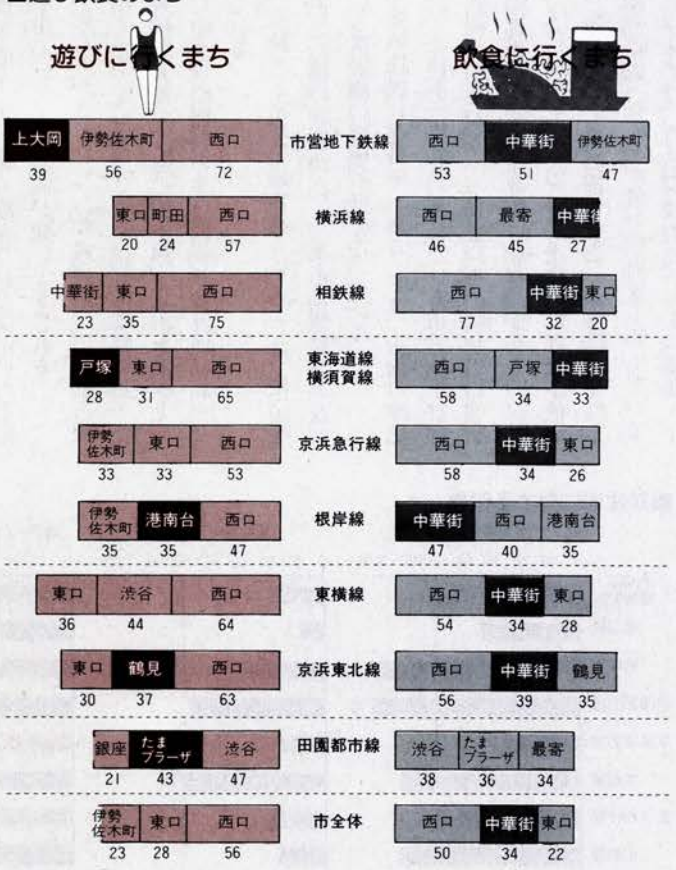 遊びに行くまち 飲食に行くまち
上大岡 伊勢佐木町 西口 市営地下鉄線 西口 中華街 伊勢佐木町
39 56 72 53 51 47
東口 町田 西口 横浜線 西口 最寄 中華街
20 24 57 46 45 27
中華街 東口 西口 相鉄線 西口 中華街 東口
23 35 75 77 32 20
戸塚 東口 西口 東海道線 横須賀線 西口 戸塚 中華街
28 31 65 58 34 33
伊勢佐木町 東口 西口 京浜急行線 西口 中華街 東口
33 33 53 58 34 26
伊勢佐木町 港南台 西口 根岸線 中華街 西口 港南台
35 35 47 47 40 35
東口 渋谷 西口 東横線 西口 中華街 東口
36 44 64 54 34 28
東口 鶴見 西口 京浜東北線 西口 中華街 鶴見
30 37 63 56 39 35
銀座 たまプラーザ 渋谷 田園都市線 渋谷 たまプラーザ 最寄
21 43 47 38 36 34
伊勢佐木町 東口 西口 市全体 西口 中華街 東口
23 28 56 50 34 22